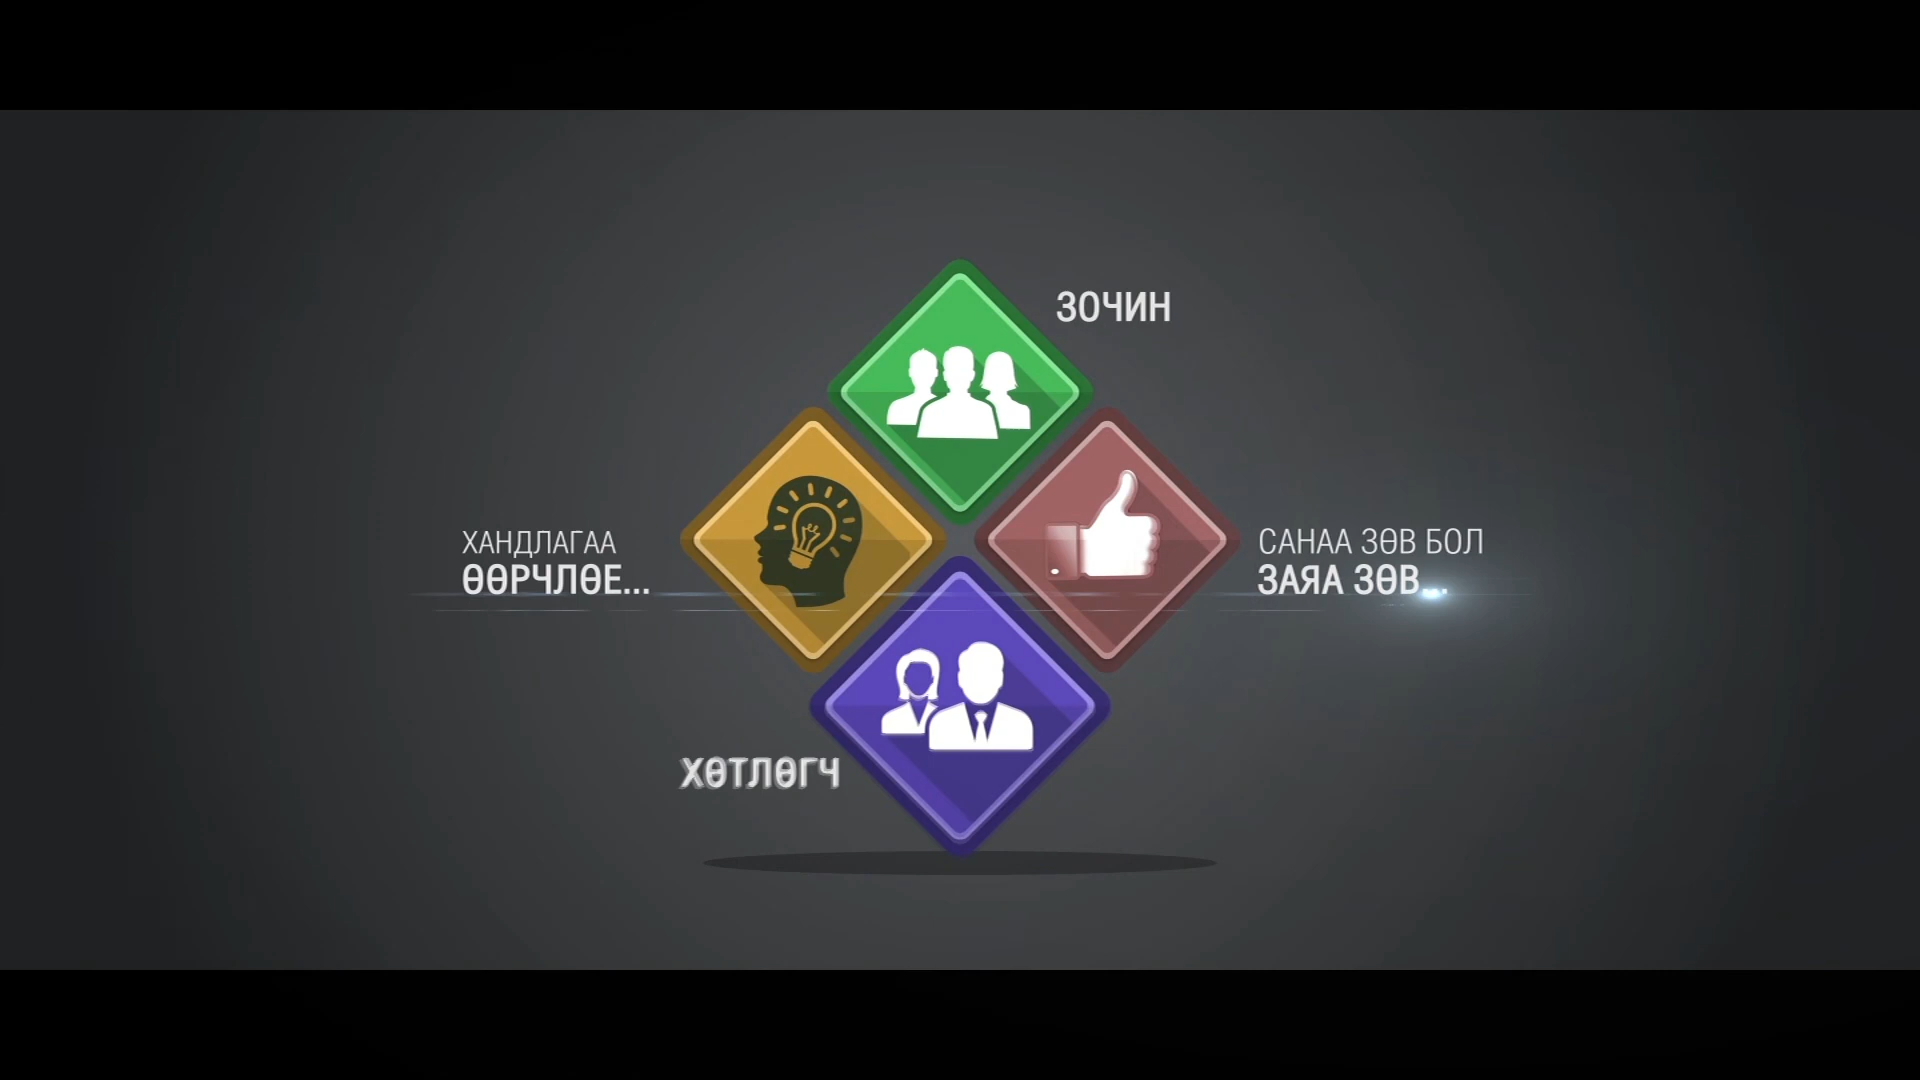 ЗОЧИН
ХАНДЛАГАА
ӨӨРЧЛӨЕ...
САНАА ЗӨВ БОЛ
ЗАЯА ЗӨВ...
ХӨТЛӨГЧ